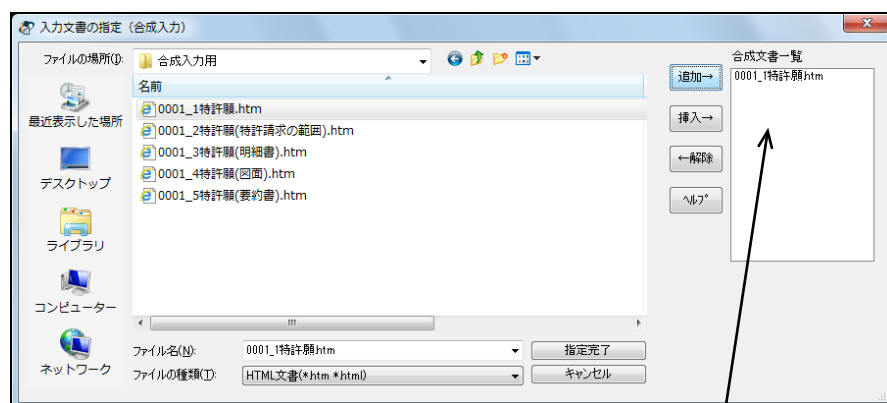 入力文書の指定（合成入力）
ファイルの場所(I):
合成入力用
最近表示した場所
デスクトップ
ライブラリ
コンピューター
ネットワーク
名前
0001_1特許願.htm
0001_2特許願(特許請求の範囲).htm
0001_3特許願(明細書).htm
0001_4特許願(図面).htm
0001_5特許願(要約書).htm
ファイル名(N):
0001_1特許願.htm
指定完了
ファイルの種類(T):
HTML文書(*.htm *.html)
キャンセル
追加→
挿入→
←解除
ヘルプ
合成文書一覧
0001_1特許願.htm